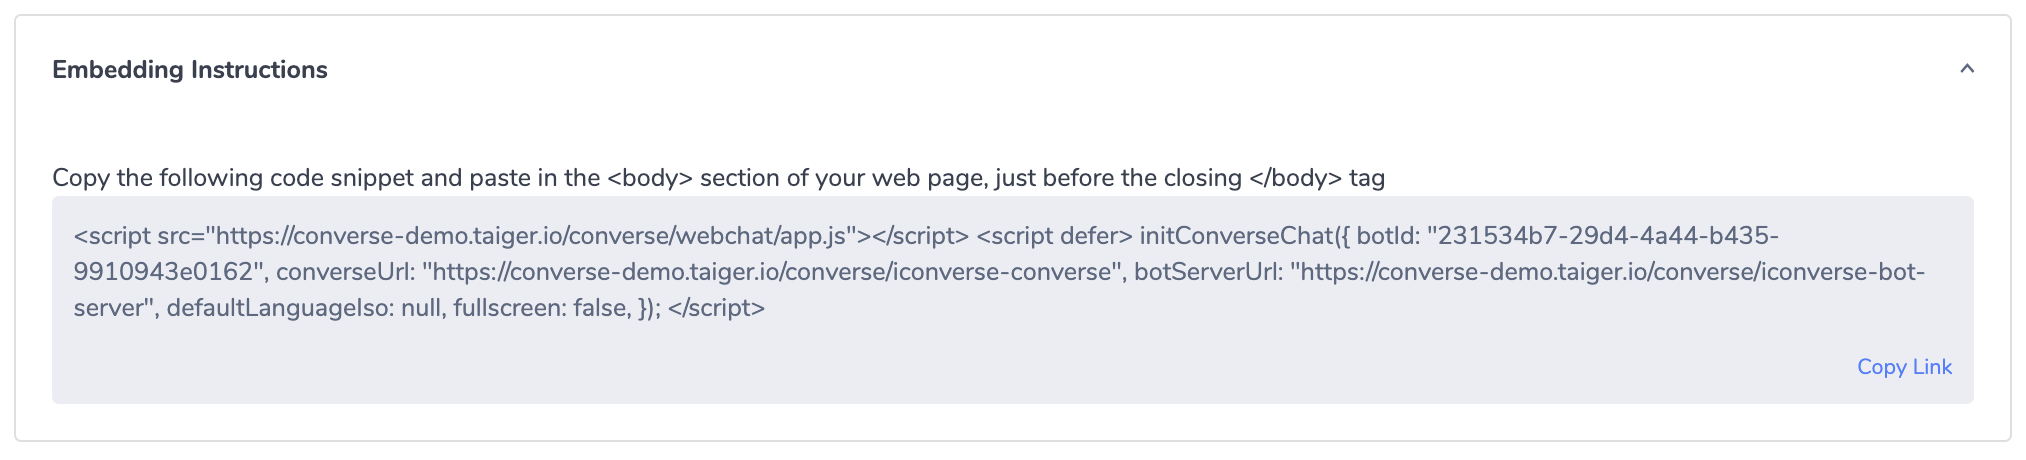 Embedding Instructions
Copy the following code snippet and paste in the <body> section of your web page, just before the closing </body> tag
<script src="https://converse-demo.taiger.io/converse/webchat/app.js"></script> <script defer> initConverseChat({ botId: "231534b7-29d4-4a44-b435-
9910943e0162", converseUrl: "https://converse-demo.taiger.io/converse/iconverse-converse", botServerUrl: "https://converse-demo.taiger.io/converse/iconverse-bot-
server", defaultLanguageIso: null, fullscreen: false, }); </script>
Copy Link